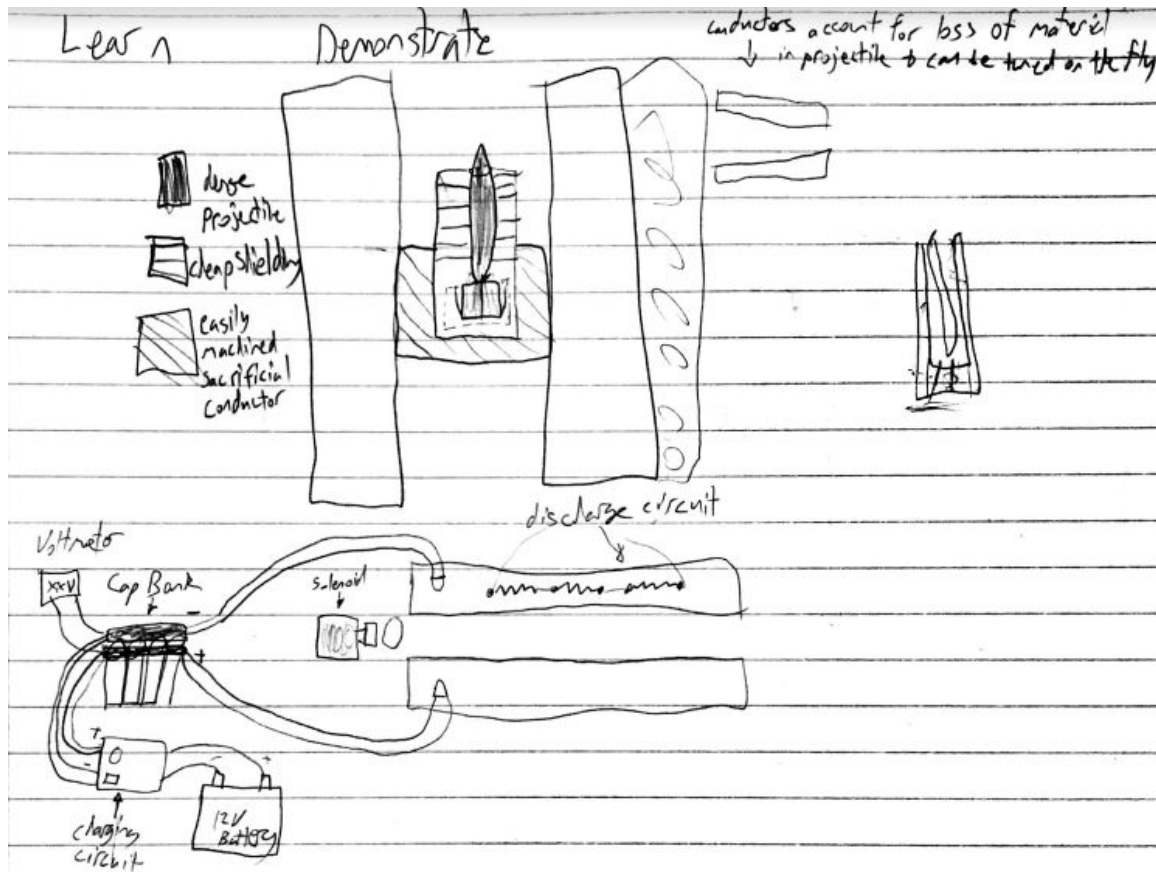 Learn
Demonstrate
conductors account for loss of material
in projectile & can be tuned on the fly
dense
projectile
cheap shielding
easily
machined
sacrificial
conductor
discharge circuit
Voltmeter
XXV
Cap Bank
solenoid
-
+
+
-
-
+
12V
Battery
charging
circuit